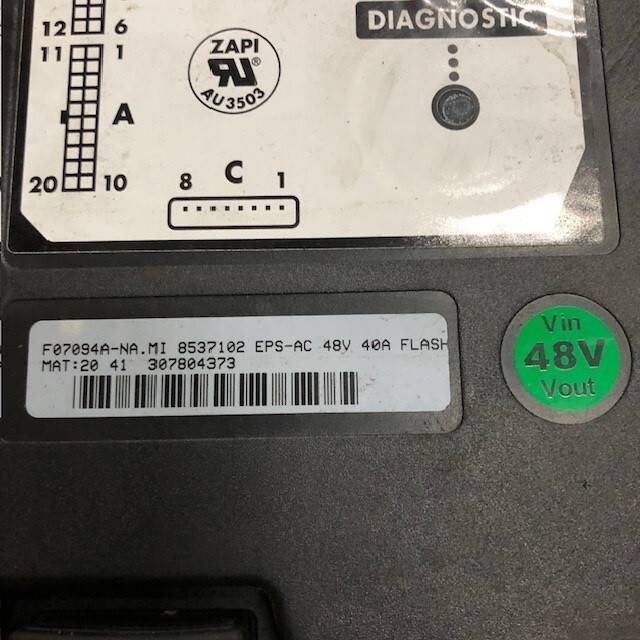 12 6
11 1
A
20 10
ZAPI
RU ®
AU3503
DIAGNOSTIC
C
8 1
F07094A-NA.MI 8537102 EPS-AC 48V 40A FLASH
MAT:20 41 307804373
Vin
48V
Vout